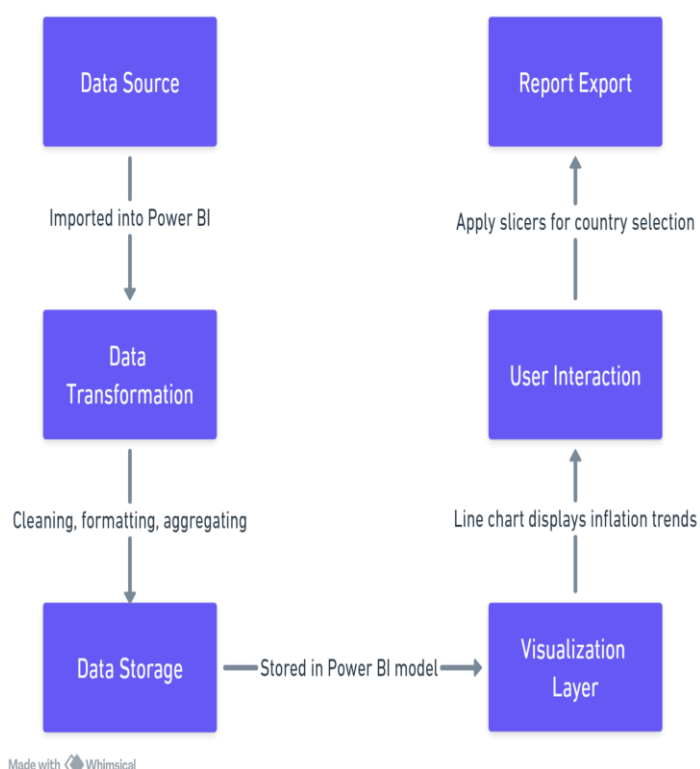 Data Source
Imported into Power BI
Data
Transformation
Cleaning, formatting, aggregating
Data Storage
Stored in Power BI model
Visualization
Layer
Line chart displays inflation trends
User Interaction
Apply slicers for country selection
Report Export
Made with Whimsical